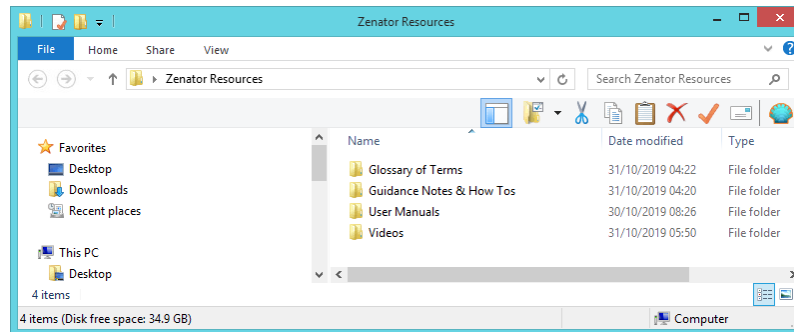 Zenator Resources
File Home Share View
Zenator Resources Search Zenator Resources
Name Date modified Type
Favorites
Desktop
Downloads
Recent places
This PC
Desktop
Glossary of Terms 31/10/2019 04:22 File folder
Guidance Notes & How Tos 31/10/2019 04:20 File folder
User Manuals 30/10/2019 08:26 File folder
Videos 31/10/2019 05:50 File folder
4 items
4 items (Disk free space: 34.9 GB) Computer